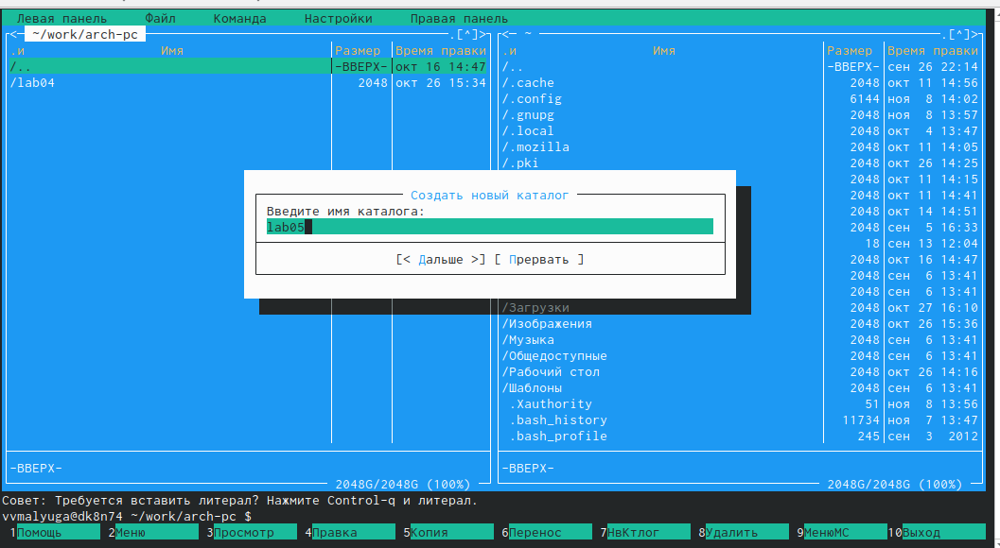 Левая панель Файл Команда Настройки Правая панель
<─ ~/work/arch-pc .[^]>
.и Имя Размер Время правки
/.. -ВВЕРХ- окт 16 14:47
/lab04 2048 окт 26 15:34
-ВВЕРХ-
2048G/2048G (100%)
<─ ~ .[^]>
.и Имя Размер Время правки
/.. -ВВЕРХ- сен 26 22:14
/.cache 2048 окт 11 14:56
/.config 6144 ноя 8 14:02
/.gnupg 2048 ноя 8 13:57
/.local 2048 окт 4 13:47
/.mozilla 2048 окт 11 14:05
/.pki 2048 окт 26 14:25
2048 окт 11 14:15
2048 окт 11 14:41
2048 окт 14 14:51
2048 сен 5 16:33
18 сен 13 12:04
2048 окт 16 14:47
2048 сен 6 13:41
2048 сен 6 13:41
/Загрузки 2048 окт 27 16:10
/Изображения 2048 окт 26 15:36
/Музыка 2048 сен 6 13:41
/Общедоступные 2048 сен 6 13:41
/Рабочий стол 2048 окт 26 14:16
/Шаблоны 2048 сен 6 13:41
.Xauthority 51 ноя 8 13:56
.bash_history 11734 ноя 7 13:47
.bash_profile 245 сен 3 2012
-ВВЕРХ-
2048G/2048G (100%)
Создать новый каталог
Введите имя каталога:
lab05
[< Дальше >] [ Прервать ]
Совет: Требуется вставить литерал? Нажмите Control-q и литерал.
vvmalyuga@dk8n74 ~/work/arch-pc $
1Помощь 2Меню 3Просмотр 4Правка 5Копия 6Перенос 7НвКтлог 8Удалить 9МенюMC 10Выход